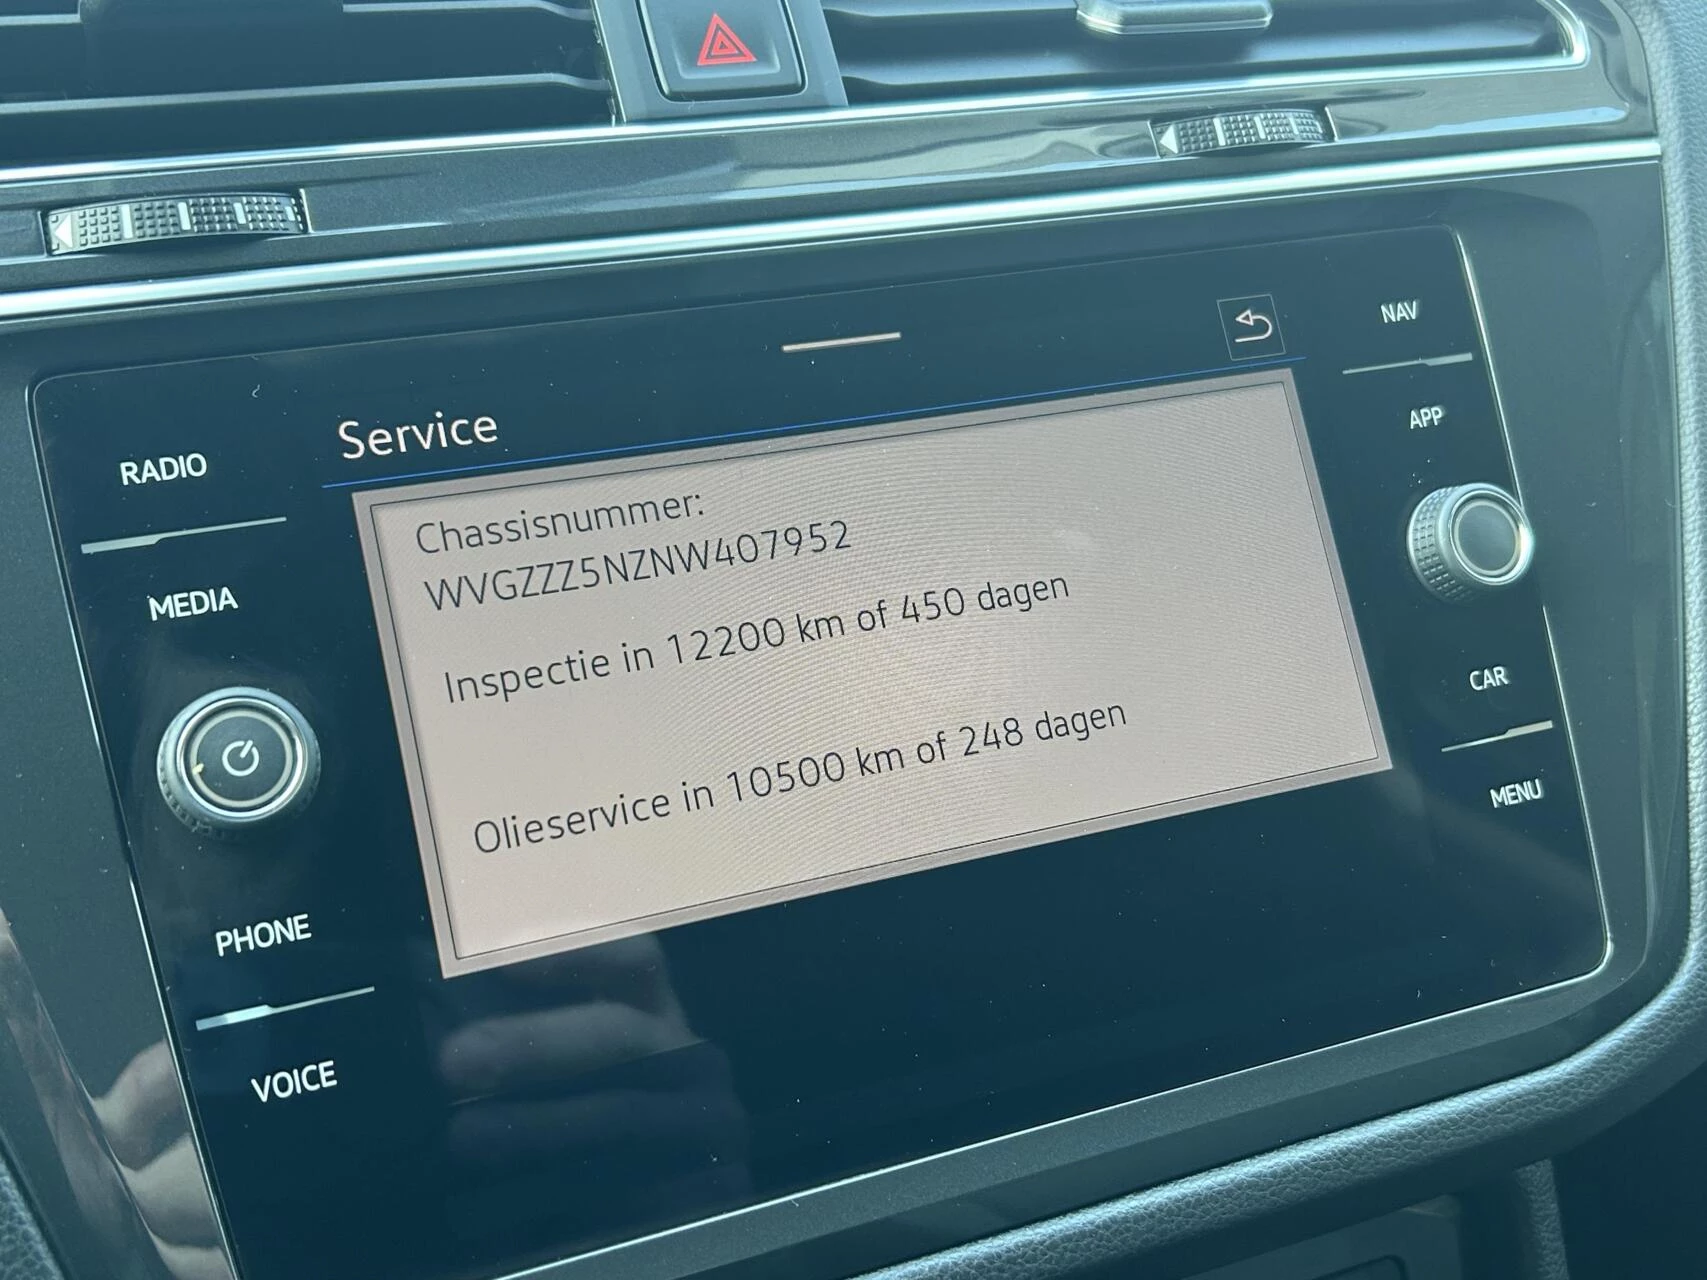 NAV
Service
RADIO
APP
Chassisnummer:
WVGZZZ5NZNW407952
MEDIA
Inspectie in 12200 km of 450 dagen
CAR
Olieservice in 10500 km of 248 dagen
MENU
PHONE
VOICE